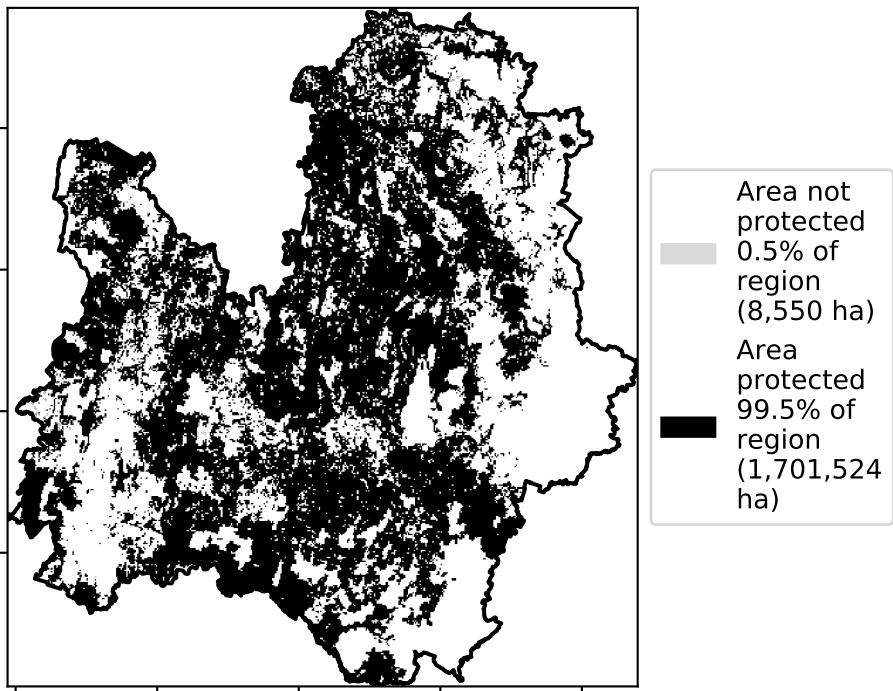 Area not
protected
0.5% of
region
(8,550 ha)
Area
protected
99.5% of
region
(1,701,524
ha)